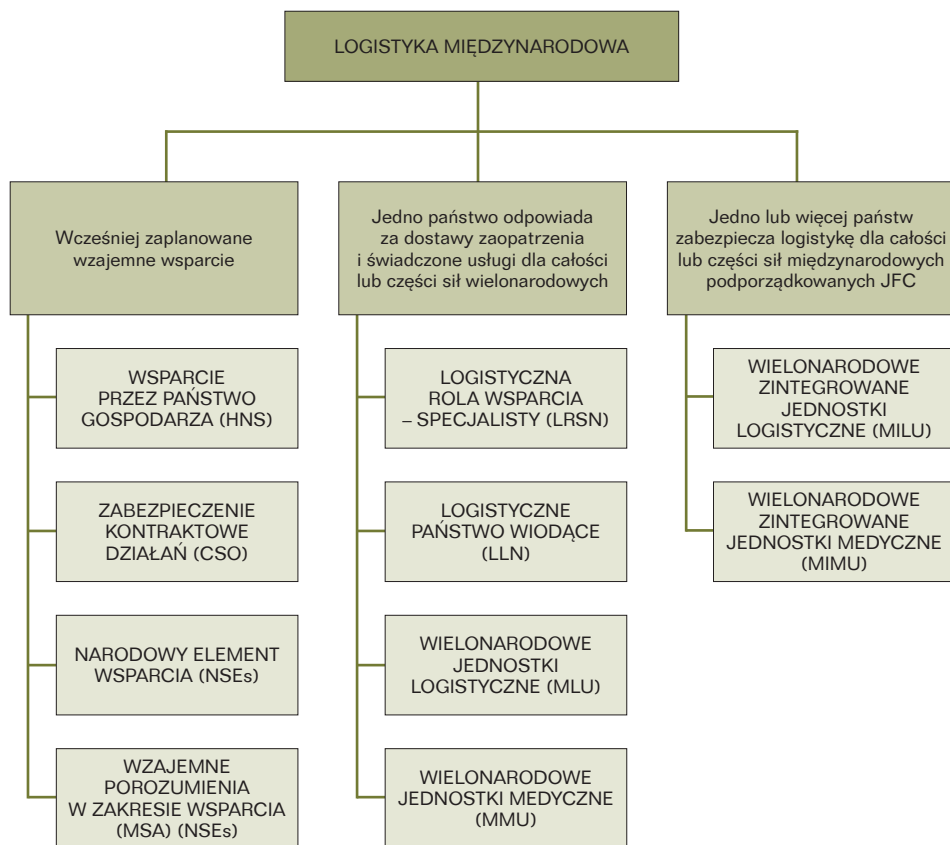 LOGISTYKA MIĘDZYNARODOWA
Wcześniej zaplanowane
wzajemne wsparcie
WSPARCIE
PRZEZ PAŃSTWO
GOSPODARZA (HNS)
ZABEZPIECZENIE
KONTRAKTOWE
DZIAŁAŃ (CSO)
NARODOWY ELEMENT
WSPARCIA (NSEs)
WZAJEMNE
POROZUMIENIA
W ZAKRESIE WSPARCIA
(MSA) (NSEs)
Jedno państwo odpowiada
za dostawy zaopatrzenia
i świadczone usługi dla całości
lub części sił wielonarodowych
LOGISTYCZNA
ROLA WSPARCIA
– SPECJALISTY (LRSN)
LOGISTYCZNE
PAŃSTWO WIODĄCE
(LLN)
WIELONARODOWE
JEDNOSTKI
LOGISTYCZNE (MLU)
WIELONARODOWE
JEDNOSTKI MEDYCZNE
(MMU)
Jedno lub więcej państw
zabezpiecza logistykę dla całości
lub części sił międzynarodowych
podporządkowanych JFC
WIELONARODOWE
ZINTEGROWANE
JEDNOSTKI
LOGISTYCZNE (MILU)
WIELONARODOWE
ZINTEGROWANE
JEDNOSTKI MEDYCZNE
(MIMU)